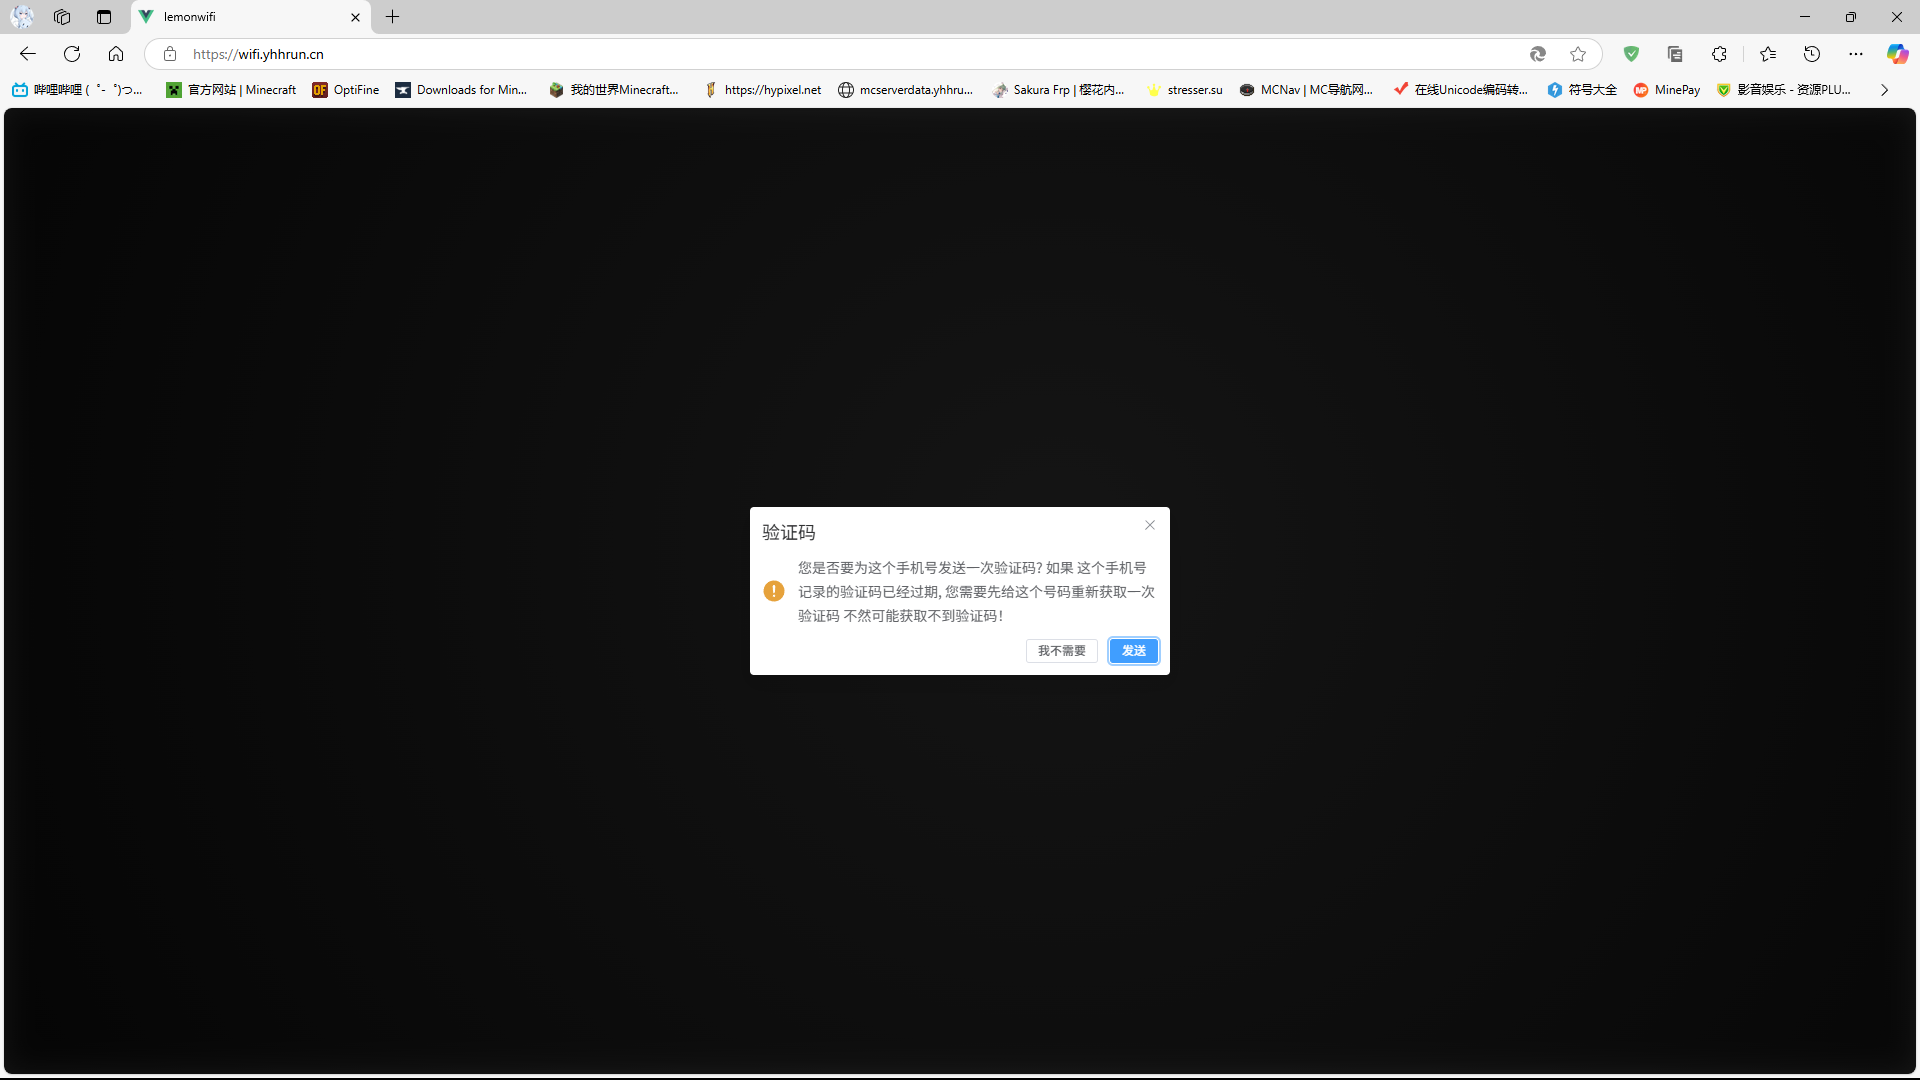 lemonwifi
https://wifi.yhhrun.cn
哔哩哔哩 ( ゜- ゜)つ...
官方网站 | Minecraft
OptiFine
Downloads for Min...
我的世界Minecraft...
https://hypixel.net
mcserverdata.yhhru...
Sakura Frp | 樱花内...
stresser.su
MCNav | MC导航网...
在线Unicode编码转...
符号大全
MinePay
影音娱乐 - 资源PLU...
验证码
您是否要为这个手机号发送一次验证码? 如果 这个手机号
记录的验证码已经过期, 您需要先给这个号码重新获取一次
验证码 不然可能获取不到验证码！
我不需要
发送